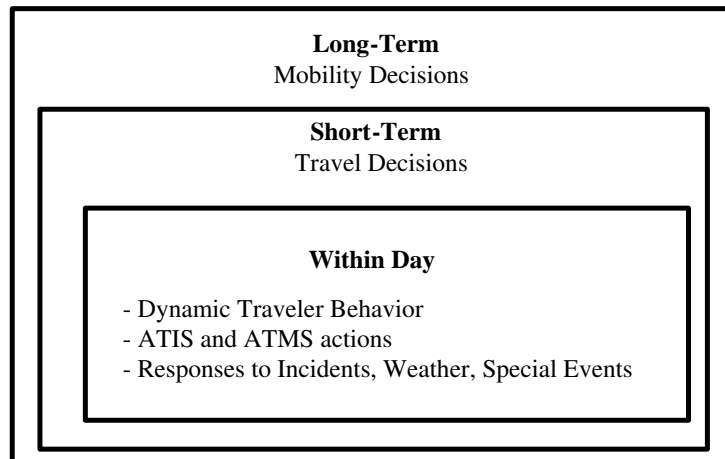 Long-Term
Mobility Decisions
Short-Term
Travel Decisions
Within Day
- Dynamic Traveler Behavior
- ATIS and ATMS actions
- Responses to Incidents, Weather, Special Events